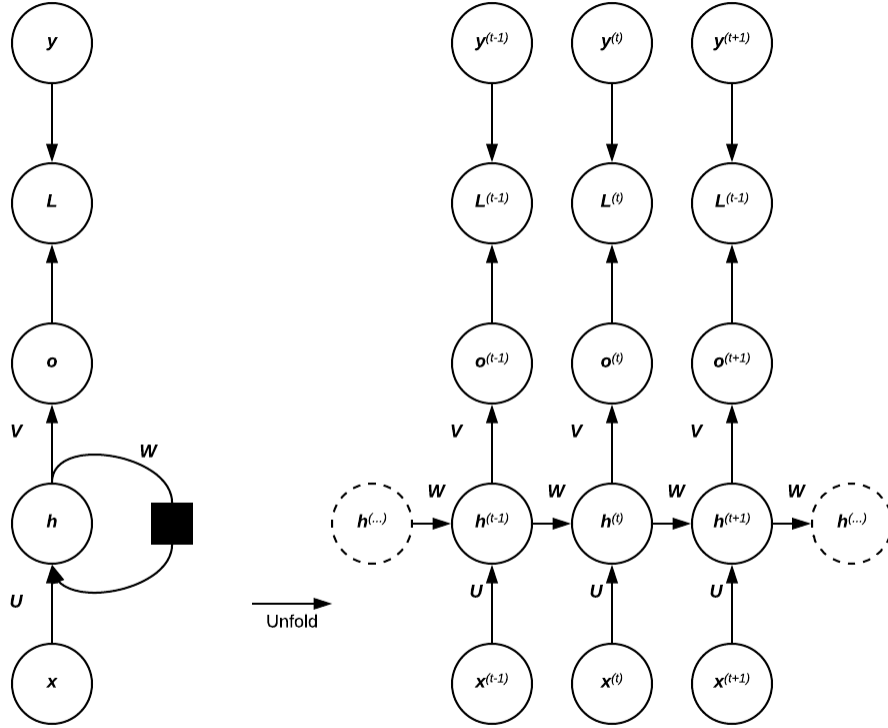 y y(t-1) y(t) y(t+1)
L L(t-1) L(t) L(t-1)
o o(t-1) o(t) o(t+1)
V V V V
W
W W W W
h h(...) h(t-1) h(t) h(t+1) h(...)
U U U U
Unfold
x x(t-1) x(t) x(t+1)